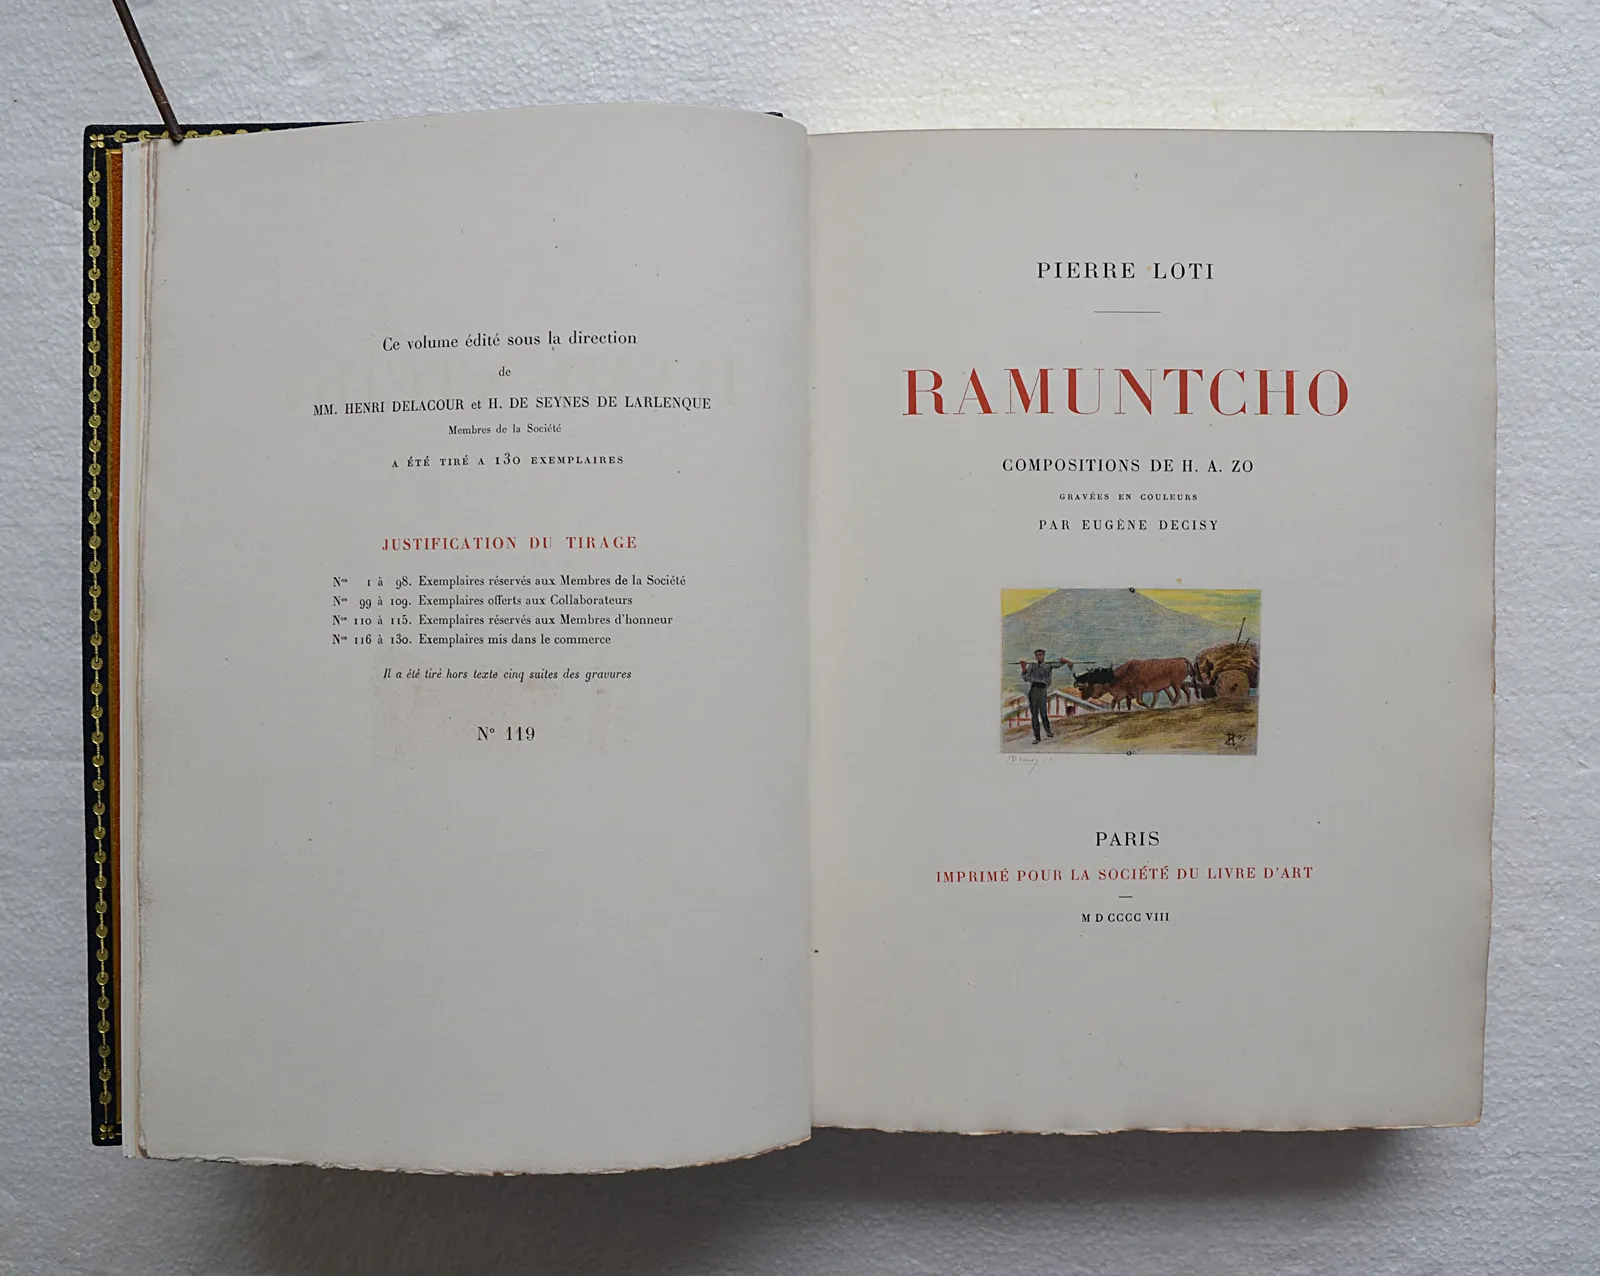 Ce volume édité sous la direction
de
MM. HENRI DELACOUR et H. DE SEYNES DE LARLENQUE
Membres de la Société
A ÉTÉ TIRÉ A 130 EXEMPLAIRES
JUSTIFICATION DU TIRAGE
Nos 1 à 98. Exemplaires réservés aux Membres de la Société
Nos 99 à 109. Exemplaires offerts aux Collaborateurs
Nos 110 à 115. Exemplaires réservés aux Membres d'honneur
Nos 116 à 130. Exemplaires mis dans le commerce
Il a été tiré hors texte cinq suites des gravures
No 119
PIERRE LOTI
RAMUNTCHO
COMPOSITIONS DE H. A. ZO
GRAVÉES EN COULEURS
PAR EUGÈNE DECISY
PARIS
IMPRIMÉ POUR LA SOCIÉTÉ DU LIVRE D'ART
M D CCCC VIII